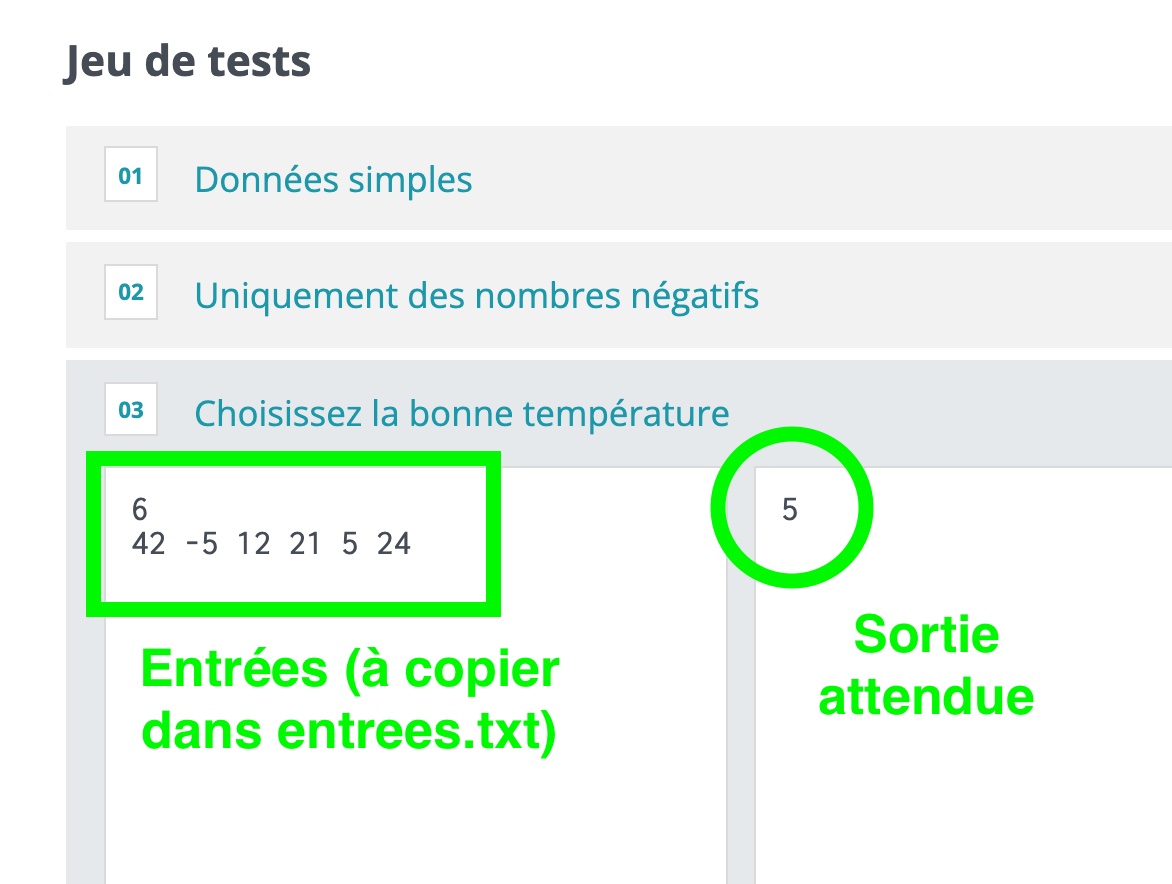 Jeu de tests
01 Données simples
02 Uniquement des nombres négatifs
03 Choisissez la bonne température
6
42 -5 12 21 5 24
5
Entrées (à copier
dans entrees.txt)
Sortie
attendue